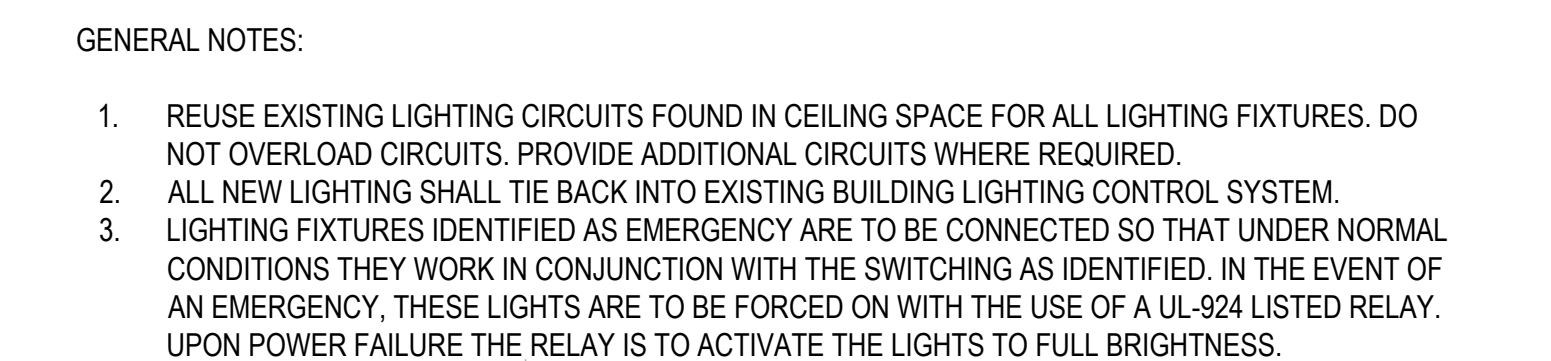 GENERAL NOTES:
1. REUSE EXISTING LIGHTING CIRCUITS FOUND IN CEILING SPACE FOR ALL LIGHTING FIXTURES. DO
NOT OVERLOAD CIRCUITS. PROVIDE ADDITIONAL CIRCUITS WHERE REQUIRED.
2. ALL NEW LIGHTING SHALL TIE BACK INTO EXISTING BUILDING LIGHTING CONTROL SYSTEM.
3. LIGHTING FIXTURES IDENTIFIED AS EMERGENCY ARE TO BE CONNECTED SO THAT UNDER NORMAL
CONDITIONS THEY WORK IN CONJUNCTION WITH THE SWITCHING AS IDENTIFIED. IN THE EVENT OF
AN EMERGENCY, THESE LIGHTS ARE TO BE FORCED ON WITH THE USE OF A UL-924 LISTED RELAY.
UPON POWER FAILURE THE RELAY IS TO ACTIVATE THE LIGHTS TO FULL BRIGHTNESS.